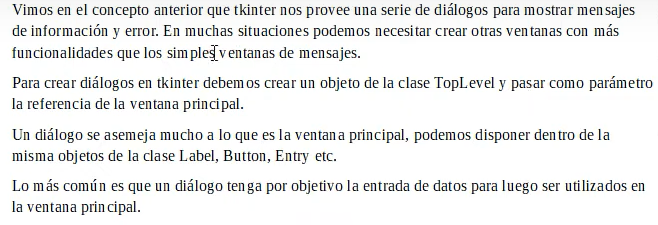 Vimos en el concepto anterior que tkinter nos provee una serie de diálogos para mostrar mensajes
de información y error. En muchas situaciones podemos necesitar crear otras ventanas con más
funcionalidades que los simples ventanas de mensajes.
Para crear diálogos en tkinter debemos crear un objeto de la clase TopLevel y pasar como parámetro
la referencia de la ventana principal.
Un diálogo se asemeja mucho a lo que es la ventana principal, podemos disponer dentro de la
misma objetos de la clase Label, Button, Entry etc.
Lo más común es que un diálogo tenga por objetivo la entrada de datos para luego ser utilizados en
la ventana principal.